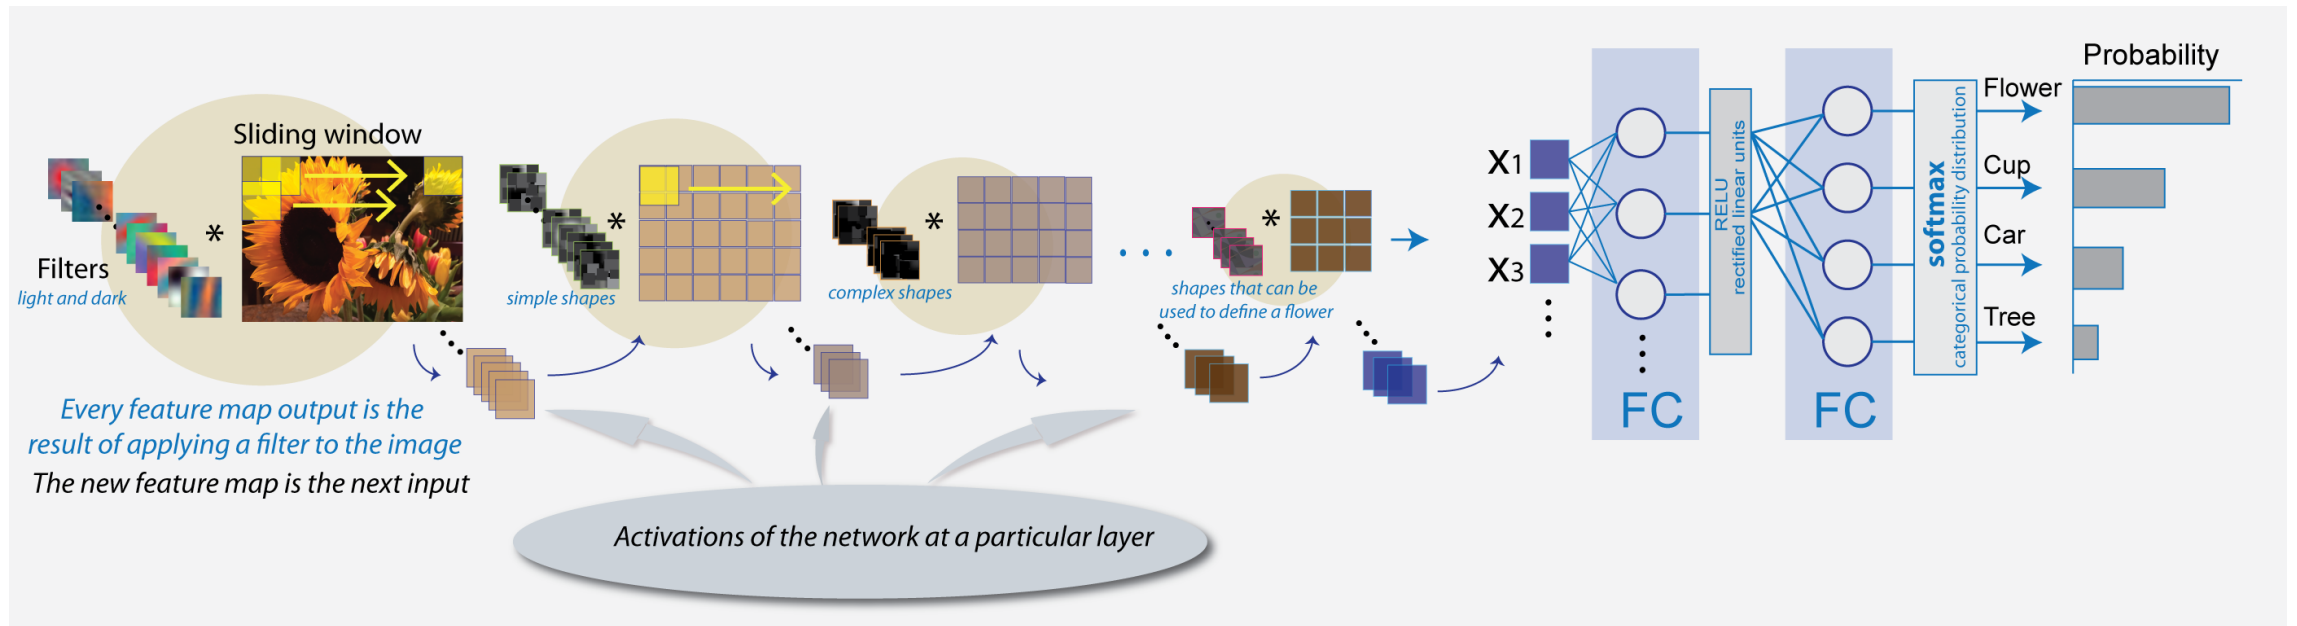 Sliding window
Filters
light and dark
*
simple shapes
*
complex shapes
*
shapes that can be
used to define a flower
*
Every feature map output is the
result of applying a filter to the image
The new feature map is the next input
Activations of the network at a particular layer
X1
X2
X3
FC
RELU
rectified linear units
FC
softmax
categorical probability distribution
Probability
Flower
Cup
Car
Tree